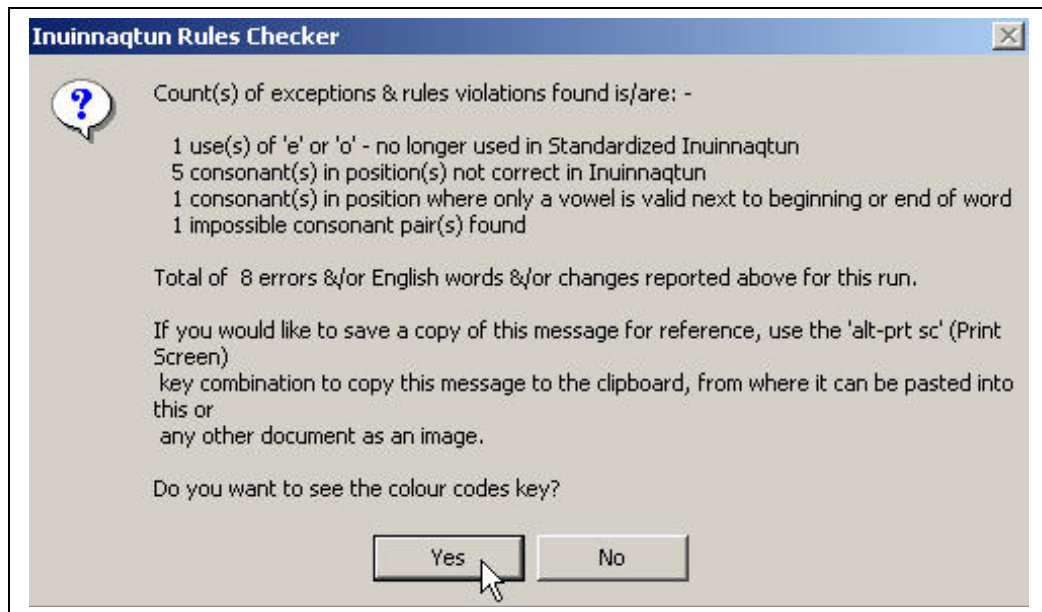 Inuinnaqtun Rules Checker
?
Count(s) of exceptions & rules violations found is/are: -
1 use(s) of 'e' or 'o' - no longer used in Standardized Inuinnaqtun
5 consonant(s) in position(s) not correct in Inuinnaqtun
1 consonant(s) in position where only a vowel is valid next to beginning or end of word
1 impossible consonant pair(s) found
Total of 8 errors &/or English words &/or changes reported above for this run.
If you would like to save a copy of this message for reference, use the 'alt-prt sc' (Print
Screen)
key combination to copy this message to the clipboard, from where it can be pasted into
this or
any other document as an image.
Do you want to see the colour codes key?
Yes
No